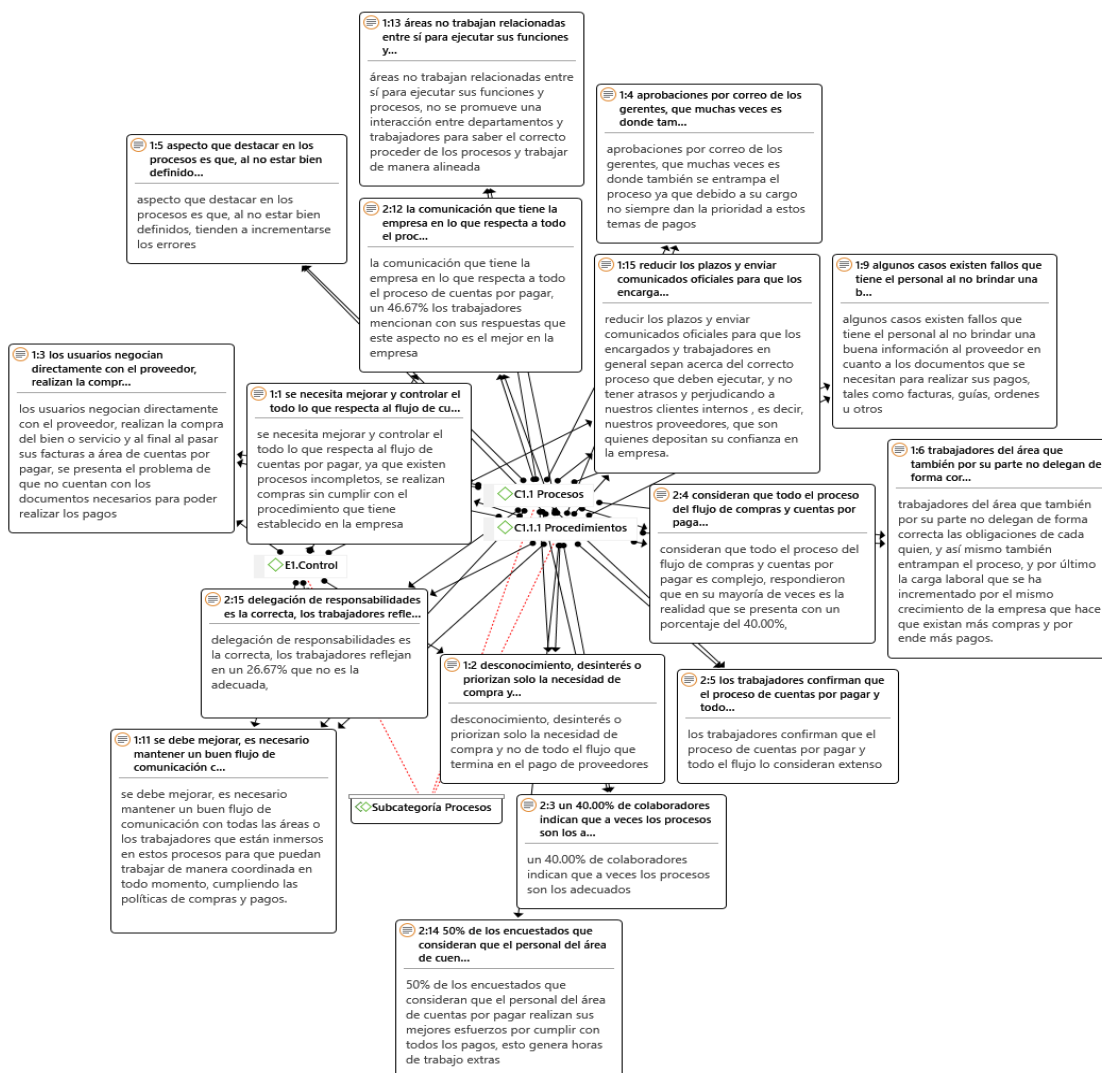 1:13 áreas no trabajan relacionadas
entre sí para ejecutar sus funciones
y...
áreas no trabajan relacionadas entre
sí para ejecutar sus funciones y
procesos, no se promueve una
interacción entre departamentos y
trabajadores para saber el correcto
proceder de los procesos y trabajar
de manera alineada
1:4 aprobaciones por correo de los
gerentes, que muchas veces es
donde tam...
aprobaciones por correo de los
gerentes, que muchas veces es
donde también se entrampa el
proceso ya que debido a su cargo
no siempre dan la prioridad a estos
temas de pagos
1:5 aspecto que destacar en los
procesos es que, al no estar bien
definido...
aspecto que destacar en los
procesos es que, al no estar bien
definidos, tienden a incrementarse
los errores
2:12 la comunicación que tiene la
empresa en lo que respecta a todo
el proc...
la comunicación que tiene la
empresa en lo que respecta a todo
el proceso de cuentas por pagar,
un 46.67% los trabajadores
mencionan con sus respuestas que
este aspecto no es el mejor en la
empresa
1:15 reducir los plazos y enviar
comunicados oficiales para que los
encarga...
reducir los plazos y enviar
comunicados oficiales para que los
encargados y trabajadores en
general sepan acerca del correcto
proceso que deben ejecutar, y no
tener atrasos y perjudicando a
nuestros clientes internos , es decir,
nuestros proveedores, que son
quienes depositan su confianza en
la empresa.
1:9 algunos casos existen fallos que
tiene el personal al no brindar una
b...
algunos casos existen fallos que
tiene el personal al no brindar una
buena información al proveedor en
cuanto a los documentos que se
necesitan para realizar sus pagos,
tales como facturas, guías, ordenes
u otros
1:3 los usuarios negocian
directamente con el proveedor,
realizan la compr...
los usuarios negocian directamente
con el proveedor, realizan la compra
del bien o servicio y al final al pasar
sus facturas a área de cuentas por
pagar, se presenta el problema de
que no cuentan con los
documentos necesarios para poder
realizar los pagos
1:1 se necesita mejorar y controlar el
todo lo que respecta al flujo de cu...
se necesita mejorar y controlar el
todo lo que respecta al flujo de
cuentas por pagar, ya que existen
procesos incompletos, se realizan
compras sin cumplir con el
procedimiento que tiene
establecido en la empresa
1:6 trabajadores del área que
también por su parte no delegan de
forma cor...
trabajadores del área que también
por su parte no delegan de forma
correcta las obligaciones de cada
quien, y así mismo también
entrampan el proceso, y por último
la carga laboral que se ha
incrementado por el mismo
crecimiento de la empresa que hace
que existan más compras y por
ende más pagos.
C1.1 Procesos
C1.1.1 Procedimientos
2:4 consideran que todo el proceso
del flujo de compras y cuentas por
paga...
consideran que todo el proceso del
flujo de compras y cuentas por
pagar es complejo, respondieron
que en su mayoría de veces es la
realidad que se presenta con un
porcentaje del 40.00%,
E1.Control
2:15 delegación de responsabilidades
es la correcta, los trabajadores refle...
delegación de responsabilidades es
la correcta, los trabajadores reflejan
en un 26.67% que no es la
adecuada,
1:2 desconocimiento, desinterés o
priorizan solo la necesidad de
compra y...
desconocimiento, desinterés o
priorizan solo la necesidad de
compra y no de todo el flujo que
termina en el pago de proveedores
2:5 los trabajadores confirman que
el proceso de cuentas por pagar y
todo...
los trabajadores confirman que el
proceso de cuentas por pagar y
todo el flujo lo consideran extenso
1:11 se debe mejorar, es necesario
mantener un buen flujo de
comunicación c...
se debe mejorar, es necesario
mantener un buen flujo de
comunicación con todas las áreas o
los trabajadores que están inmersos
en estos procesos para que puedan
trabajar de manera coordinada en
todo momento, cumpliendo las
políticas de compras y pagos.
Subcategoría Procesos
2:3 un 40.00% de colaboradores
indican que a veces los procesos
son los a...
un 40.00% de colaboradores
indican que a veces los procesos
son los adecuados
2:14 50% de los encuestados que
consideran que el personal del área
de cuen...
50% de los encuestados que
consideran que el personal del área
de cuentas por pagar realizan sus
mejores esfuerzos por cumplir con
todos los pagos, esto genera horas
de trabajo extras